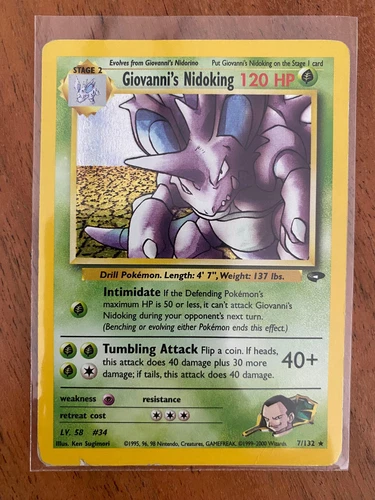 Evolves from Giovanni's Nidorino Put Giovanni's Nidoking on the Stage 1 card
STAGE 2
Giovanni's Nidoking 120 HP
Drill Pokémon. Length: 4' 7", Weight: 137 lbs.
Intimidate If the Defending Pokémon's
maximum HP is 50 or less, it can't attack Giovanni's
Nidoking during your opponent's next turn.
(Benching or evolving either Pokémon ends this effect.)
Tumbling Attack Flip a coin. If heads,
this attack does 40 damage plus 30 more
damage; if tails, this attack does 40 damage.
40+
weakness resistance
retreat cost
LV. 58 #34
Illus. Ken Sugimori ©1995, 96, 98 Nintendo, Creatures, GAMEFREAK. ©1999-2000 Wizards. 7/132 ★